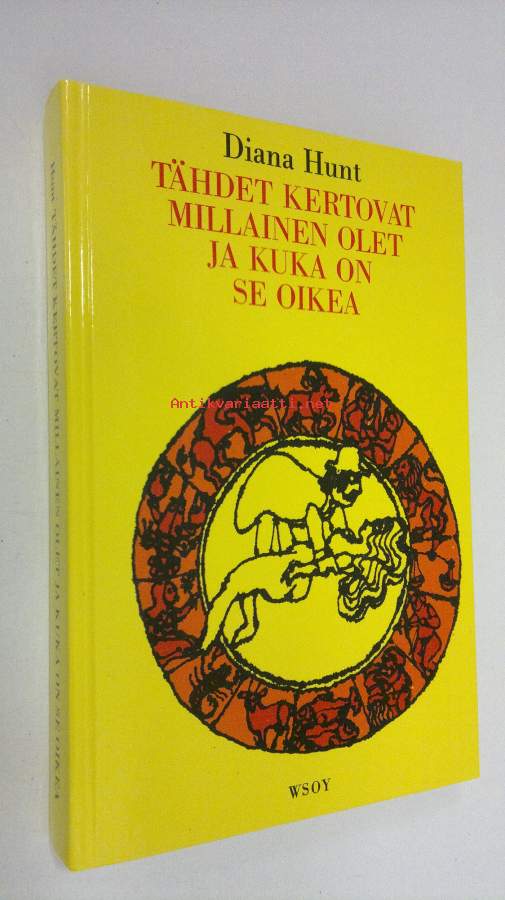 Diana Hunt
TÄHDET KERTOVAT
MILLAINEN OLET
JA KUKA ON
SE OIKEA
Antikvariaatti.net
WSOY
Hunt TÄHDET KERTOVAT MILLAINEN OLET JA KUKA ON SE OIKEA